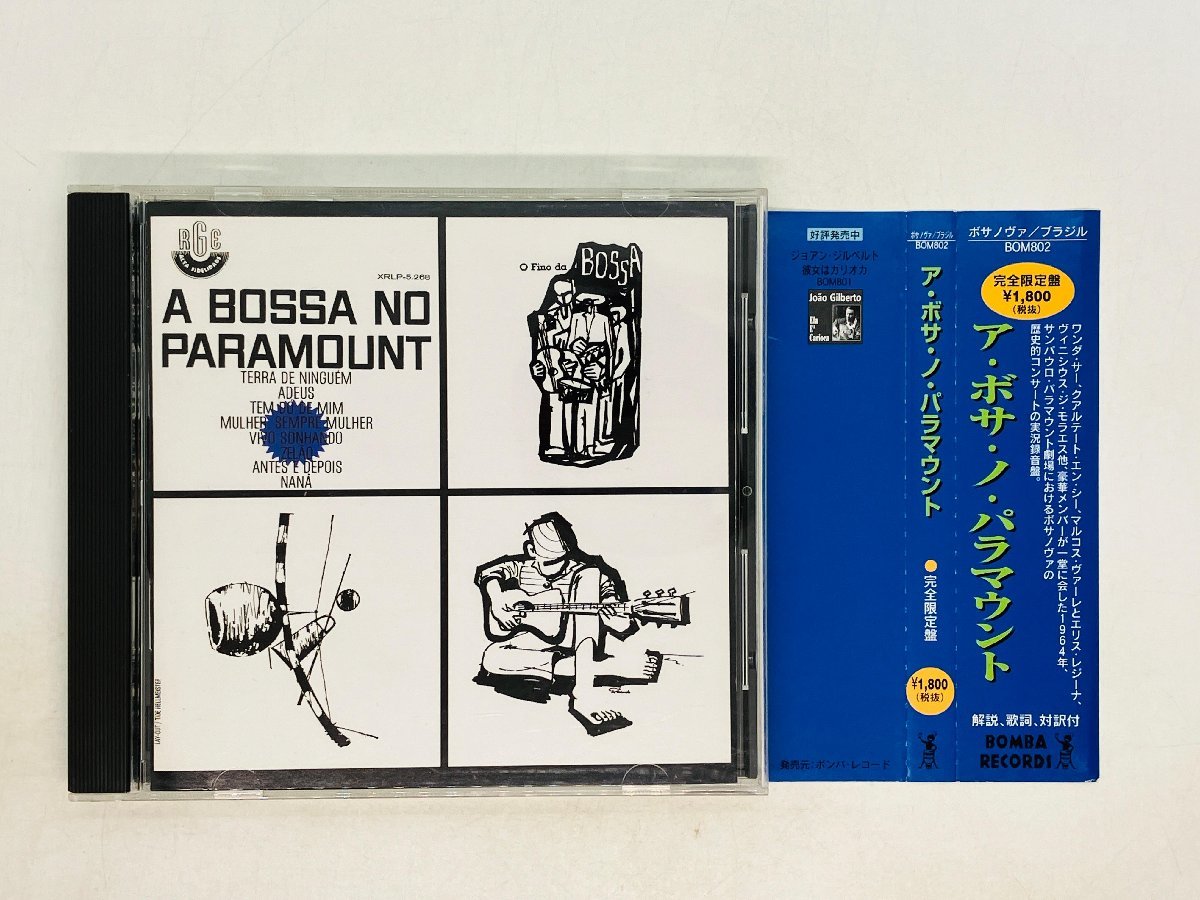 RGE
ALTA FIDELIDADE
XRLP-5.268
A BOSSA NO
PARAMOUNT
TERRA DE NINGUÉM
ADEUS
TEM DÓ DE MIM
MULHER, SEMPRE MULHER
VIVO SONHANDO
ZELÃO
ANTES E DEPOIS
NANÁ
O Fino da BOSSA
LAY-OUT / TIDE HELLMEISTER
好評発売中
ジョアン・ジルベルト
彼女はカリオカ
BOM801
João Gilberto
Ela
É
Carioca
発売元:ボンバ・レコード
ボサノヴァ/ブラジル
BOM802
ア・ボサ・ノ・パラマウント
●完全限定盤
¥1,800
(税抜)
ボサノヴァ/ブラジル
BOM802
完全限定盤
¥1,800
(税抜)
ア・ボサ・ノ・パラマウント
ワンダ・サー、クアルテート・エン・シー、マルコス・ヴァーレとエリス・レジーナ、
ヴィニシウス・ジ・モラエス他、豪華メンバーが一堂に会した1964年、
サンパウロ・パラマウント劇場におけるボサノヴァの
歴史的コンサートの実況録音盤。
解説、歌詞、対訳付
BOMBA
RECORDS